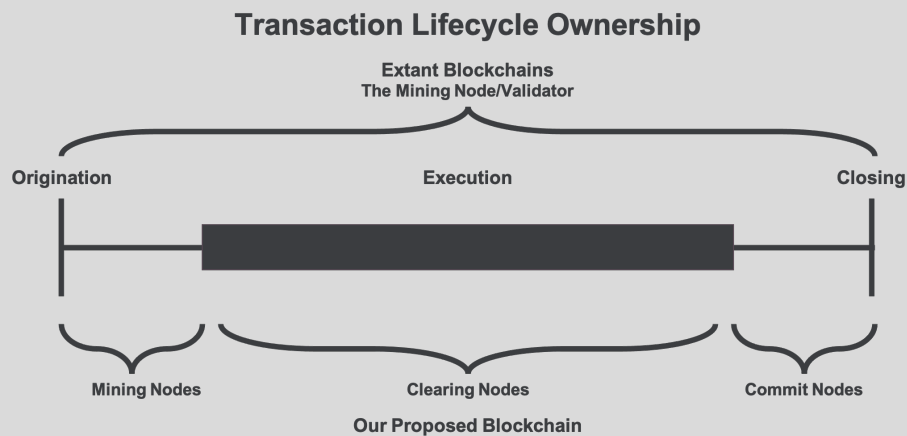 Transaction Lifecycle Ownership
Extant Blockchains
The Mining Node/Validator
Origination
Execution
Closing
Mining Nodes
Clearing Nodes
Commit Nodes
Our Proposed Blockchain